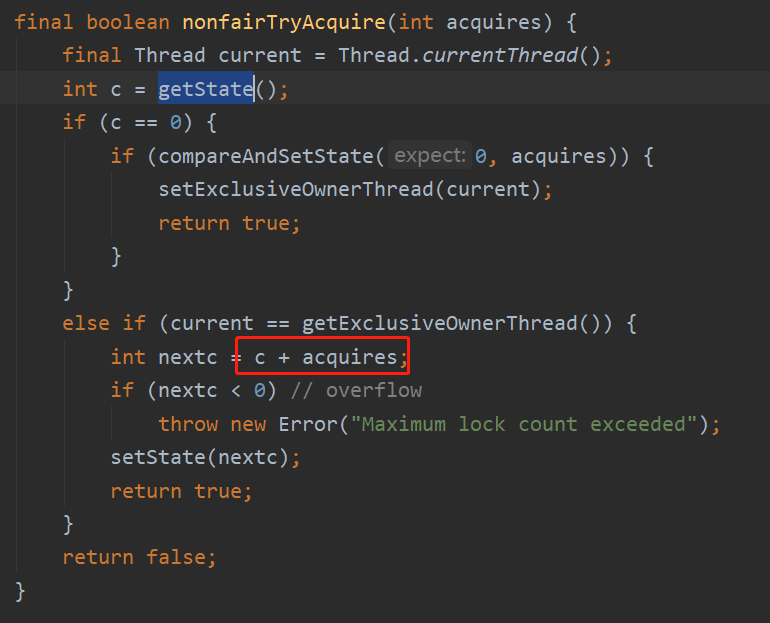 final boolean nonfairTryAcquire(int acquires) {
    final Thread current = Thread.currentThread();
    int c = getState();
    if (c == 0) {
        if (compareAndSetState( expect: 0, acquires)) {
            setExclusiveOwnerThread(current);
            return true;
        }
    }
    else if (current == getExclusiveOwnerThread()) {
        int nextc = c + acquires;
        if (nextc < 0) // overflow
            throw new Error("Maximum lock count exceeded");
        setState(nextc);
        return true;
    }
    return false;
}